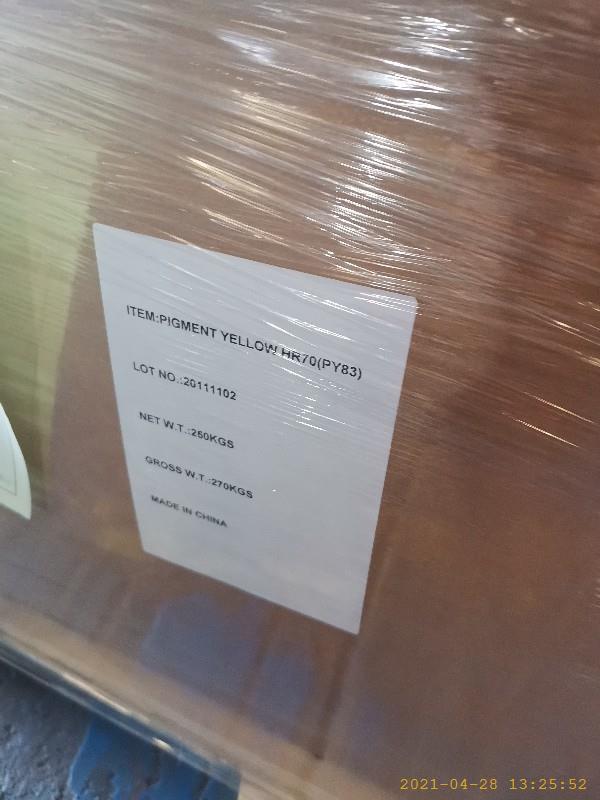 ITEM:PIGMENT YELLOW HR70(PY83)
LOT NO.:20111102
NET W.T.:250KGS
GROSS W.T.:270KGS
MADE IN CHINA
2021-04-28 13:25:52